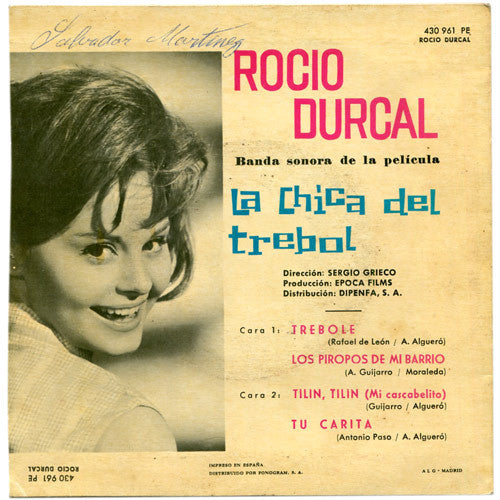 Salvador Martínez
430 961 PE
ROCIO DURCAL
ROCIO
DURCAL
Banda sonora de la película
La chica del
trebol
Dirección: SERGIO GRIECO
Producción: EPOCA FILMS
Distribución: DIPENFA, S. A.
Cara 1: TREBOLE
(Rafael de León / A. Algueró)
LOS PIROPOS DE MI BARRIO
(A. Guijarro / Moraleda)
Cara 2: TILIN, TILIN (Mi cascabelito)
(Guijarro / Algueró)
TU CARITA
(Antonio Paso / A. Algueró)
430 961 PE
ROCIO DURCAL
IMPRESO EN ESPAÑA
DISTRIBUIDO POR FONOGRAM, S. A.
ALG - MADRID